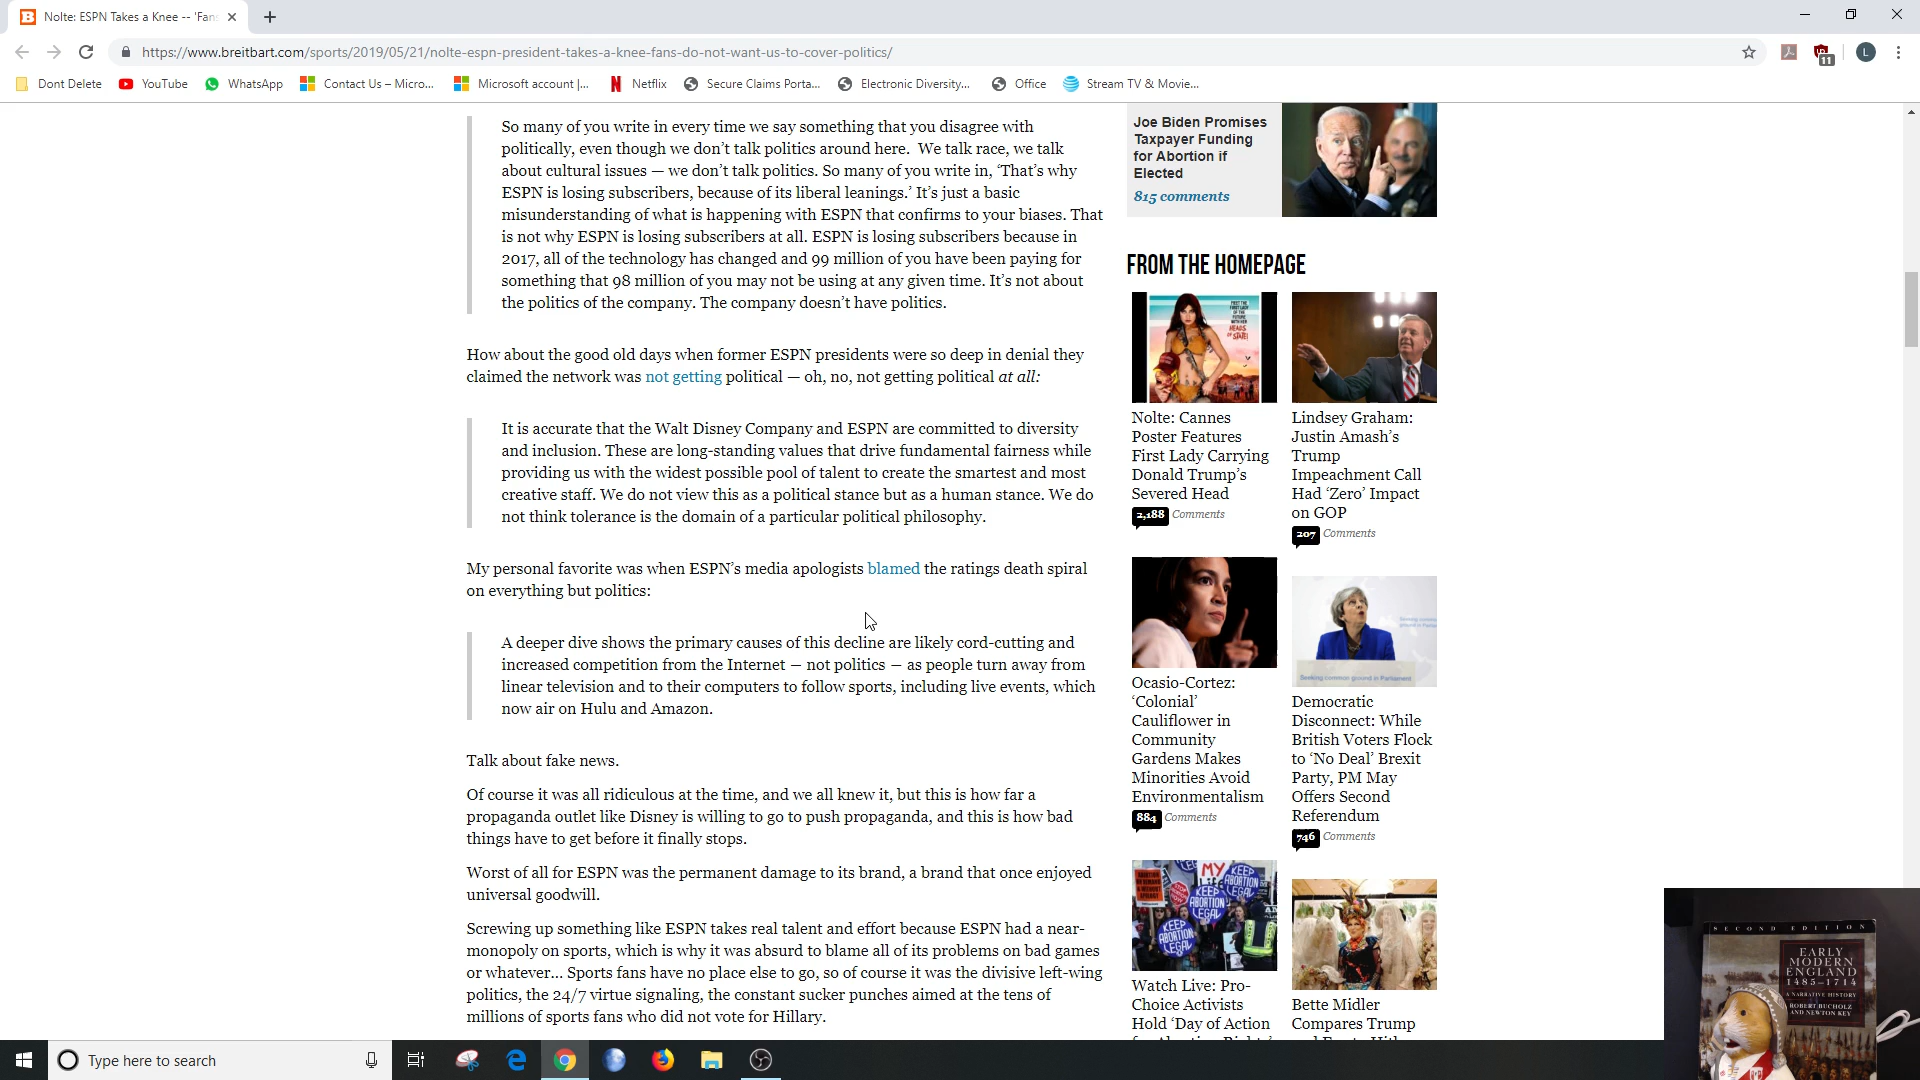 Nolte: ESPN Takes a Knee -- 'Fans
https://www.breitbart.com/sports/2019/05/21/nolte-espn-president-takes-a-knee-fans-do-not-want-us-to-cover-politics/
11
L
Dont Delete
YouTube
WhatsApp
Contact Us – Micro...
Microsoft account |...
Netflix
Secure Claims Porta...
Electronic Diversity...
Office
Stream TV & Movie...
So many of you write in every time we say something that you disagree with
politically, even though we don't talk politics around here.  We talk race, we talk
about cultural issues — we don't talk politics. So many of you write in, 'That's why
ESPN is losing subscribers, because of its liberal leanings.' It's just a basic
misunderstanding of what is happening with ESPN that confirms to your biases. That
is not why ESPN is losing subscribers at all. ESPN is losing subscribers because in
2017, all of the technology has changed and 99 million of you have been paying for
something that 98 million of you may not be using at any given time. It's not about
the politics of the company. The company doesn't have politics.
How about the good old days when former ESPN presidents were so deep in denial they
claimed the network was not getting political — oh, no, not getting political at all:
It is accurate that the Walt Disney Company and ESPN are committed to diversity
and inclusion. These are long-standing values that drive fundamental fairness while
providing us with the widest possible pool of talent to create the smartest and most
creative staff. We do not view this as a political stance but as a human stance. We do
not think tolerance is the domain of a particular political philosophy.
My personal favorite was when ESPN's media apologists blamed the ratings death spiral
on everything but politics:
A deeper dive shows the primary causes of this decline are likely cord-cutting and
increased competition from the Internet — not politics — as people turn away from
linear television and to their computers to follow sports, including live events, which
now air on Hulu and Amazon.
Talk about fake news.
Of course it was all ridiculous at the time, and we all knew it, but this is how far a
propaganda outlet like Disney is willing to go to push propaganda, and this is how bad
things have to get before it finally stops.
Worst of all for ESPN was the permanent damage to its brand, a brand that once enjoyed
universal goodwill.
Screwing up something like ESPN takes real talent and effort because ESPN had a near-
monopoly on sports, which is why it was absurd to blame all of its problems on bad games
or whatever... Sports fans have no place else to go, so of course it was the divisive left-wing
politics, the 24/7 virtue signaling, the constant sucker punches aimed at the tens of
millions of sports fans who did not vote for Hillary.
Joe Biden Promises
Taxpayer Funding
for Abortion if
Elected
815 comments
FROM THE HOMEPAGE
HEADS
OF STATE!
Nolte: Cannes
Poster Features
First Lady Carrying
Donald Trump's
Severed Head
2,188 Comments
Lindsey Graham:
Justin Amash's
Trump
Impeachment Call
Had 'Zero' Impact
on GOP
207 Comments
Ocasio-Cortez:
'Colonial'
Cauliflower in
Community
Gardens Makes
Minorities Avoid
Environmentalism
884 Comments
Seeking common ground in Parliament
Democratic
Disconnect: While
British Voters Flock
to 'No Deal' Brexit
Party, PM May
Offers Second
Referendum
746 Comments
MY
KEEP
ABORTION
LEGAL
KEEP
ABORTION
LEGAL
KEEP
ABORTION
LEGAL
Watch Live: Pro-
Choice Activists
Hold 'Day of Action
Bette Midler
Compares Trump
SECOND EDITION
EARLY
MODERN
ENGLAND
1485–1714
A NARRATIVE HISTORY
ROBERT BUCHOLZ
AND NEWTON KEY
Type here to search